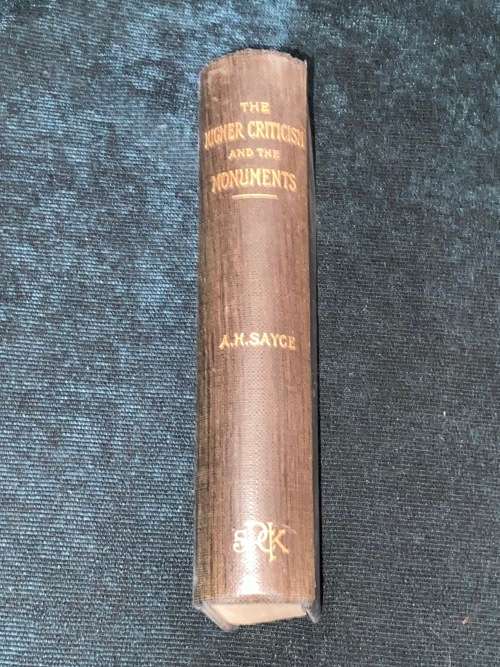 THE
HIGHER CRITICISM
AND THE
MONUMENTS
A.H. SAYCE
SPCK